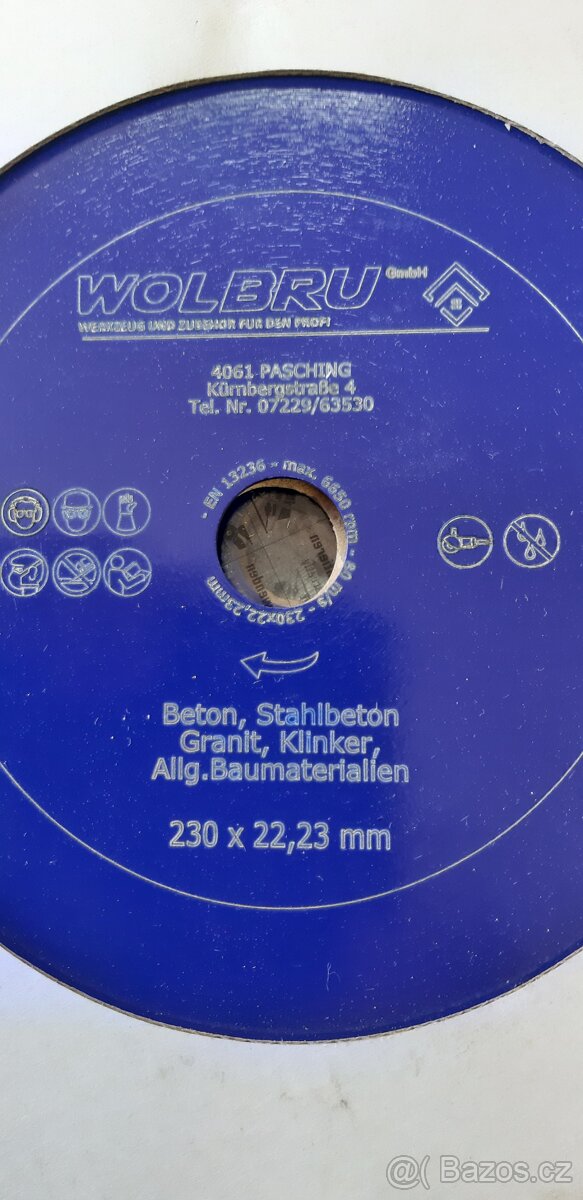 WOLBRU GmbH
WERKZEUG UND ZUBEHÖR FÜR DEN PROFI
4061 PASCHING
Kürnbergstraße 4
Tel. Nr. 07229/63530
- EN 13236 - max. 6650 rpm - 80 m/s - 230x22,23mm
Beton, Stahlbeton
Granit, Klinker,
Allg.Baumaterialien
230 x 22,23 mm
@ Bazos.cz